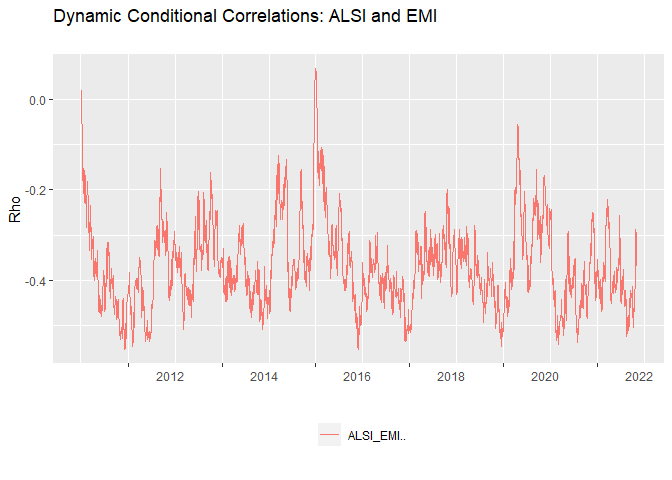 Dynamic Conditional Correlations: ALSI and EMI
0.0
-0.2
-0.4
Rho
2012 2014 2016 2018 2020 2022
ALSI_EMI..